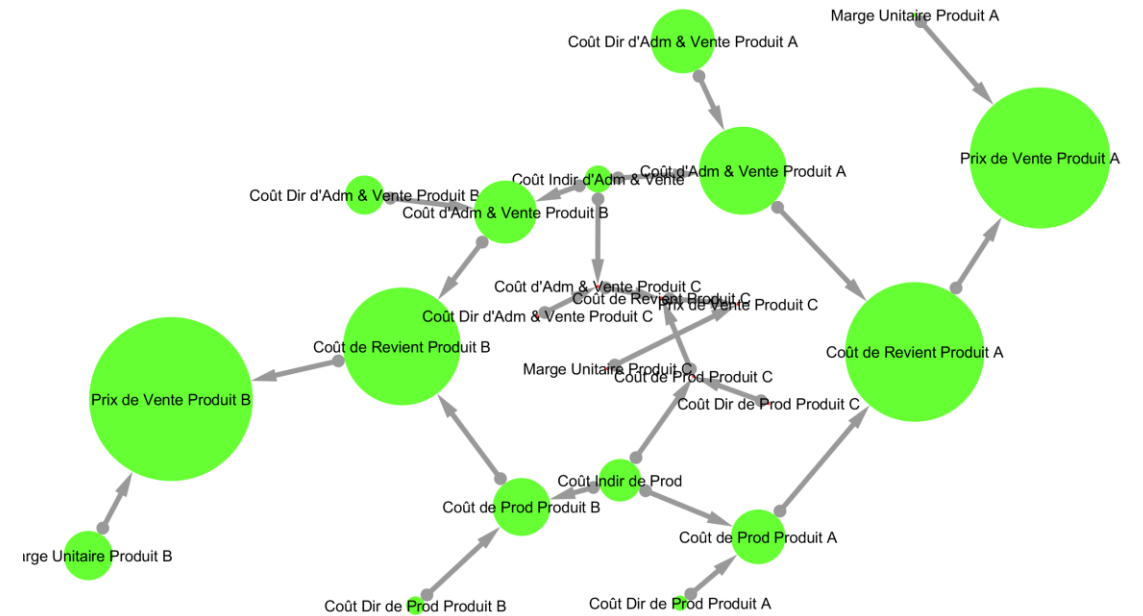 Marge Unitaire Produit A
Coût Dir d'Adm & Vente Produit A
Prix de Vente Produit A
Coût d'Adm & Vente Produit A
Coût Indir d'Adm & Vente
Coût Dir d'Adm & Vente Produit B
Coût d'Adm & Vente Produit B
Coût d'Adm & Vente Produit C
Coût de Revient Produit C
Prix de Vente Produit C
Coût Dir d'Adm & Vente Produit C
Coût de Revient Produit B
Coût de Revient Produit A
Marge Unitaire Produit C
Coût de Prod Produit C
Prix de Vente Produit B
Coût Dir de Prod Produit C
Coût Indir de Prod
Coût de Prod Produit B
Coût de Prod Produit A
rge Unitaire Produit B
Coût Dir de Prod Produit B
Coût Dir de Prod Produit A